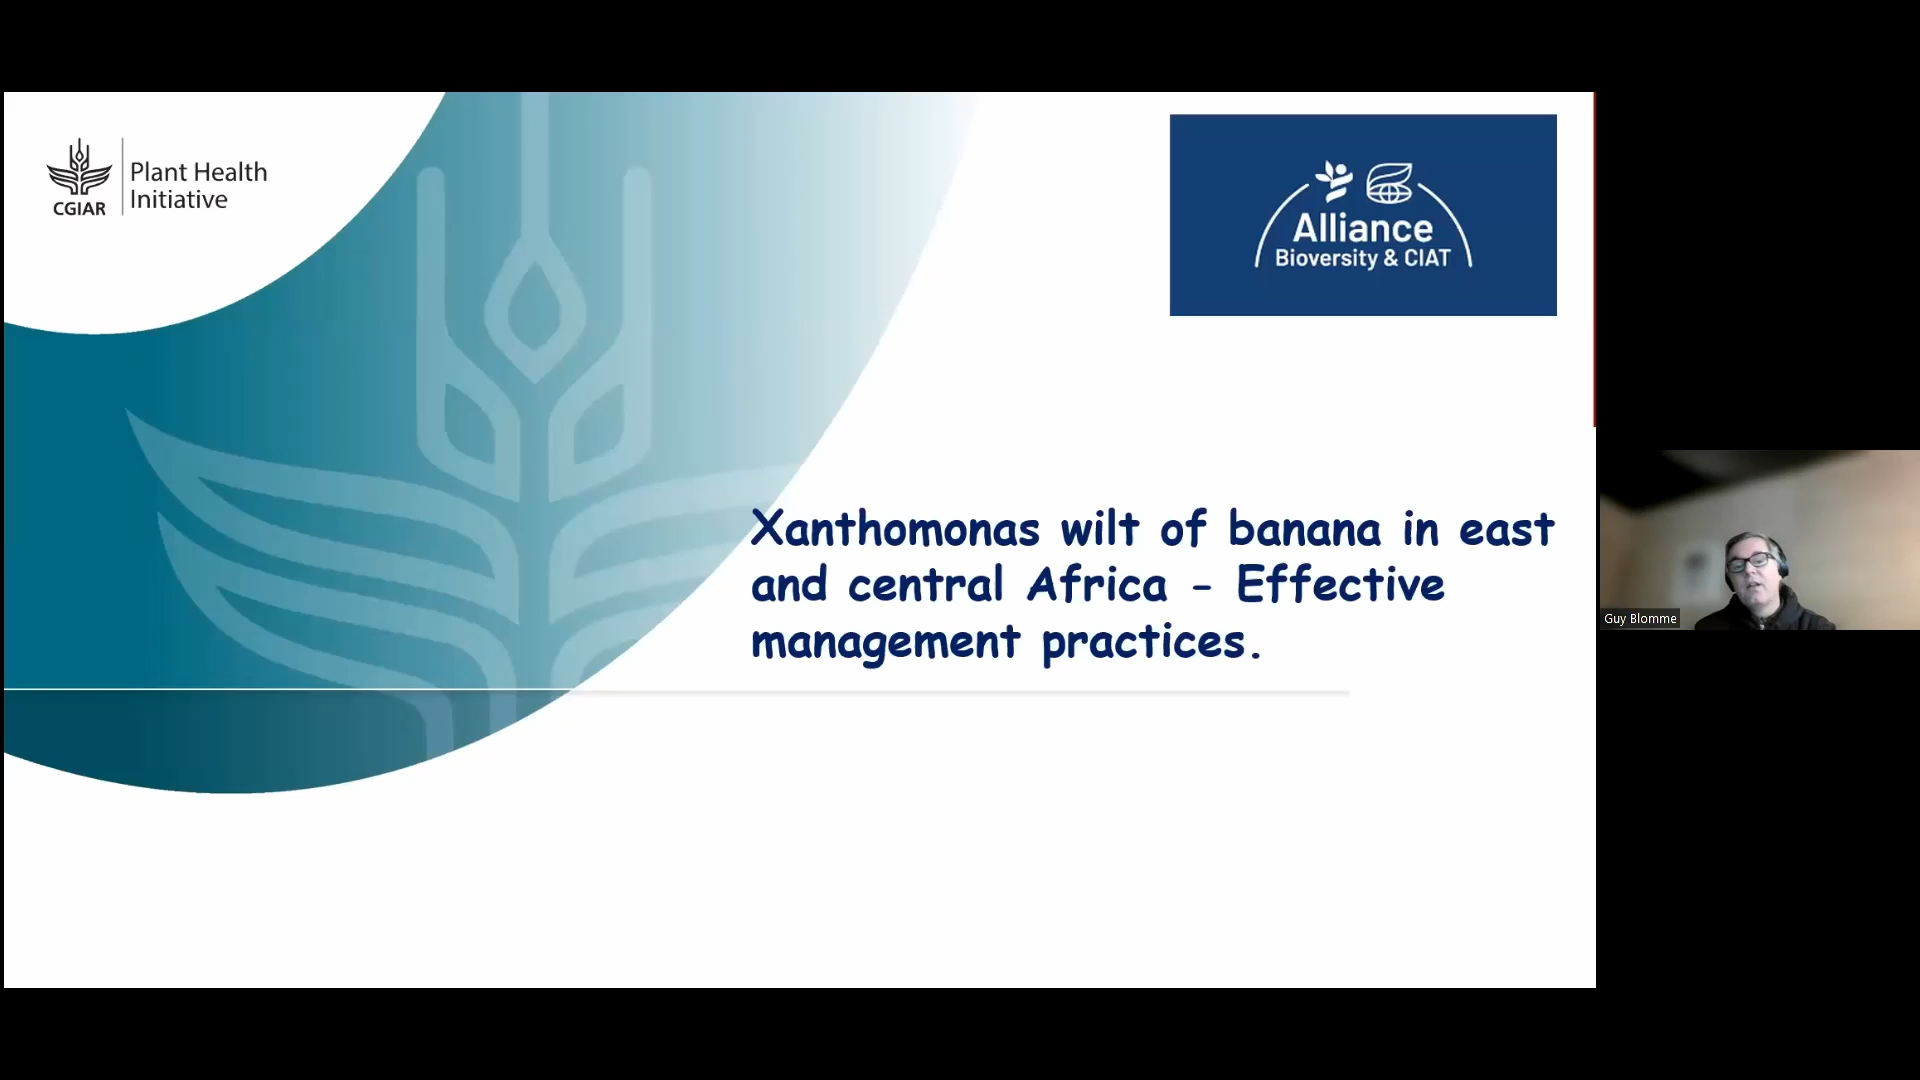 Plant Health
Initiative
CGIAR
Alliance
Bioversity & CIAT
Xanthomonas wilt of banana in east
and central Africa - Effective
management practices.
Guy Blomme